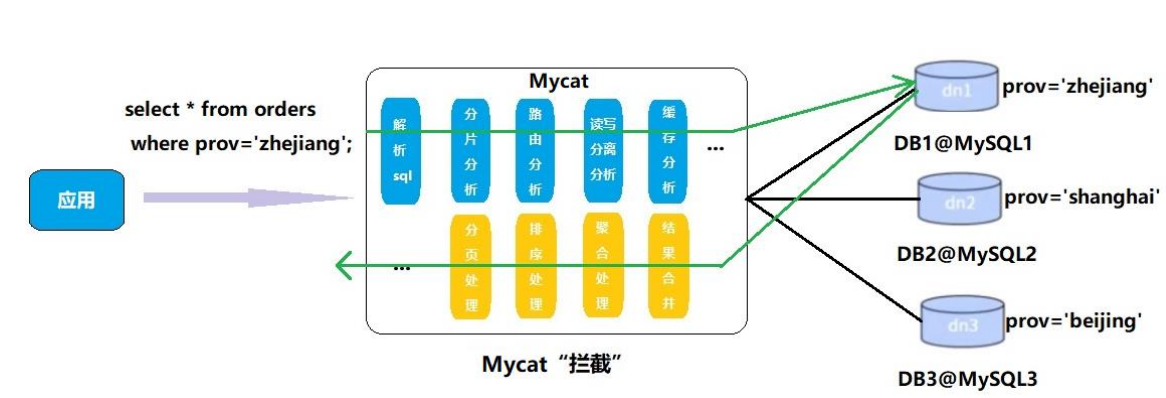 Mycat
select * from orders
where prov='zhejiang';
应用
解析sql
分片分析
路由分析
读写分离分析
缓存分析
...
...
分页处理
排序处理
聚合处理
结果合并
Mycat“拦截”
dn1
prov='zhejiang'
DB1@MySQL1
dn2
prov='shanghai'
DB2@MySQL2
dn3
prov='beijing'
DB3@MySQL3